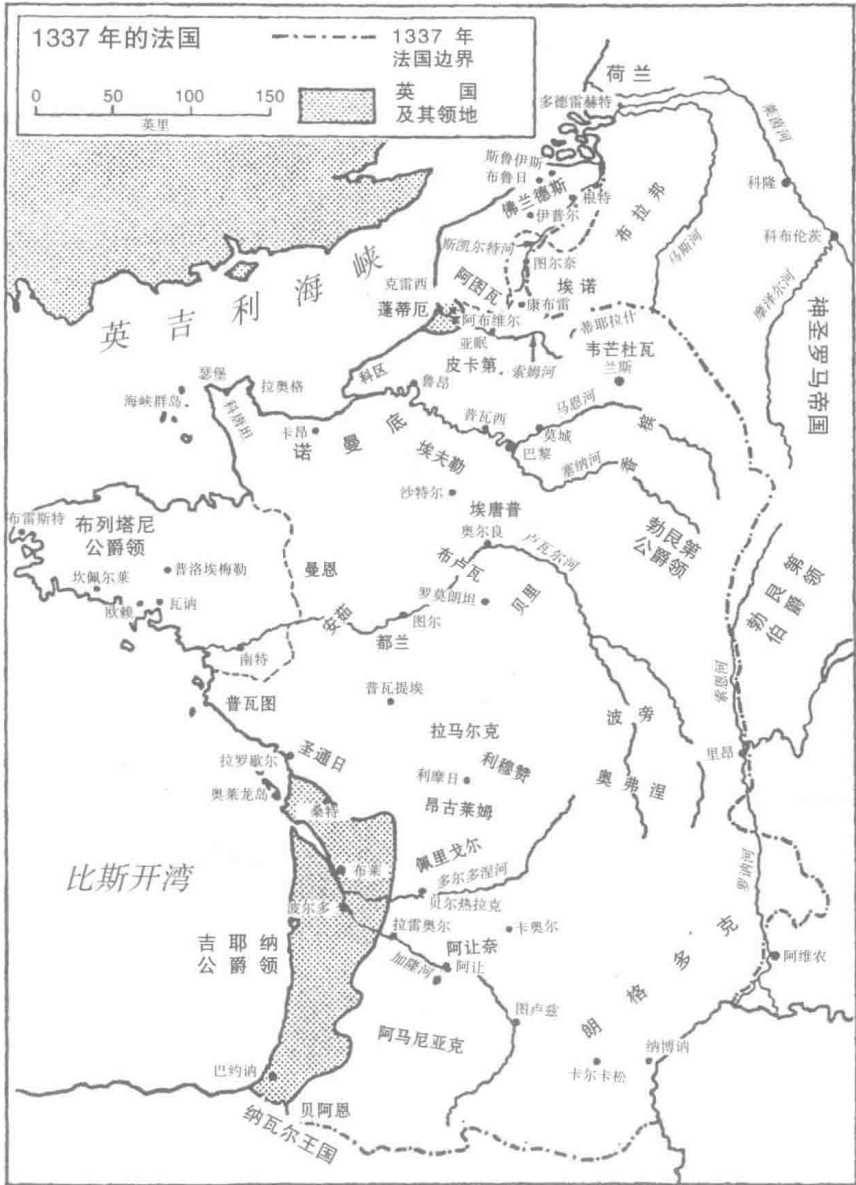 1337年的法国
1337年
法国边界
0 50 100 150
英里
英国
及其领地
荷兰
多德雷赫特
莱茵河
斯鲁伊斯
布鲁日
佛兰德斯
根特
伊普尔
布拉邦
科隆
斯凯尔特河
马斯河
科布伦茨
图尔奈
克雷西
阿图瓦
埃诺
摩泽尔河
英吉利海峡
蓬蒂厄
康布雷
阿布维尔
蒂耶拉什
神圣罗马帝国
亚眠
韦芒杜瓦
皮卡第
索姆河
兰斯
科区
瑟堡
拉奥格
鲁昂
海峡群岛
科唐坦
普瓦西
马恩河
卡昂
莫城
诺曼底
巴黎
香槟
埃夫勒
塞纳河
沙特尔
埃唐普
布雷斯特
布列塔尼
公爵领
奥尔良
卢瓦尔河
勃艮第
公爵领
坎佩尔莱
普洛埃梅勒
曼恩
布卢瓦
勃艮第
伯爵领
欧赖
瓦讷
罗莫朗坦
贝里
安茹
图尔
都兰
南特
索恩河
普瓦图
普瓦提埃
波旁
拉马尔克
圣通日
拉罗歇尔
里昂
利穆赞
利摩日
奥弗涅
奥莱龙岛
桑特
昂古莱姆
佩里戈尔
比斯开湾
布莱
多尔多涅河
罗讷河
贝尔热拉克
波尔多
拉雷奥尔
卡奥尔
吉耶纳
公爵领
阿让奈
加隆河
阿让
阿维农
朗格多克
图卢兹
阿马尼亚克
纳博讷
巴约讷
卡尔卡松
贝阿恩
纳瓦尔王国